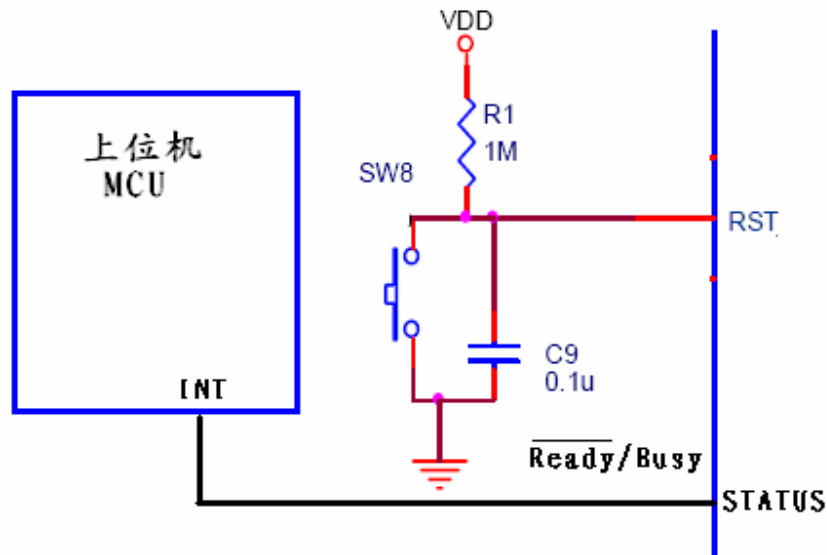 VDD
R1
1M
上位机
MCU
SW8
RST
C9
0.1u
INT
Ready/Busy
STATUS